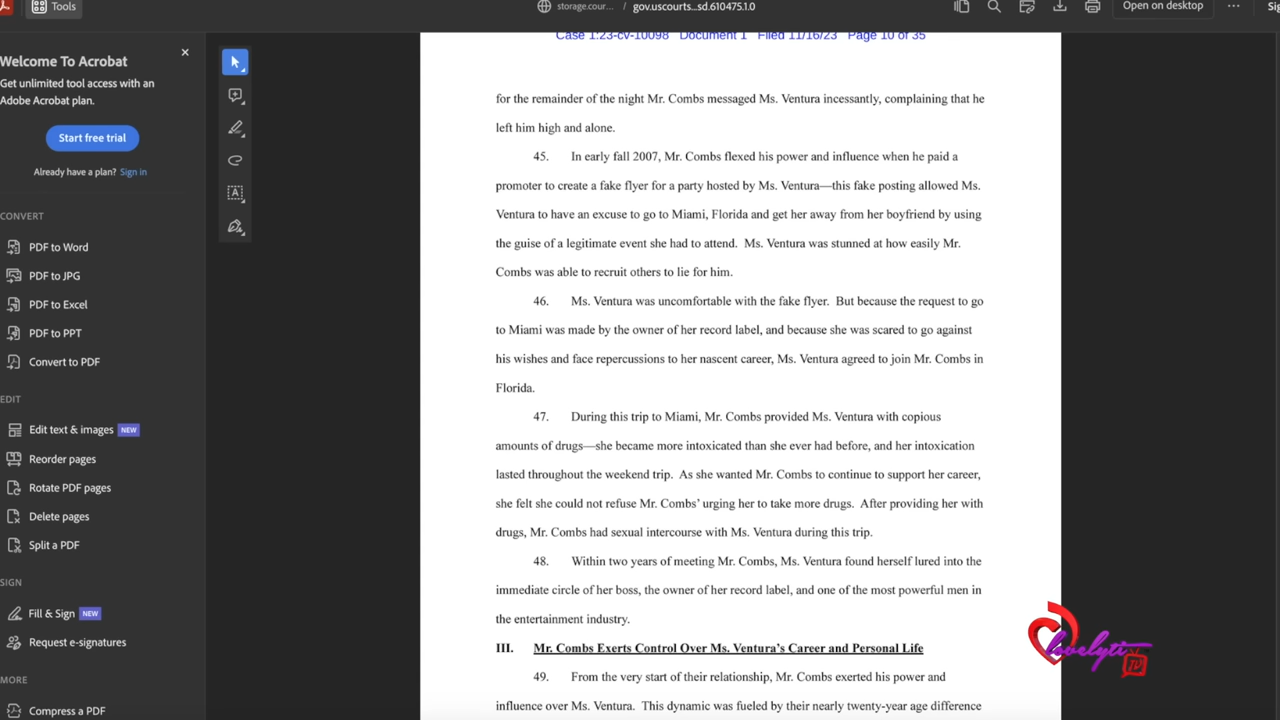 Tools
storage.cour... / gov.uscourts...sd.610475.1.0
Open on desktop
Welcome To Acrobat
Get unlimited tool access with an
Adobe Acrobat plan.
Start free trial
Already have a plan? Sign in
CONVERT
PDF to Word
PDF to JPG
PDF to Excel
PDF to PPT
Convert to PDF
EDIT
Edit text & images NEW
Reorder pages
Rotate PDF pages
Delete pages
Split a PDF
SIGN
Fill & Sign NEW
Request e-signatures
MORE
Compress a PDF
Case 1:23-cv-10098 Document 1 Filed 11/16/23 Page 10 of 35
for the remainder of the night Mr. Combs messaged Ms. Ventura incessantly, complaining that he
left him high and alone.
45. In early fall 2007, Mr. Combs flexed his power and influence when he paid a
promoter to create a fake flyer for a party hosted by Ms. Ventura—this fake posting allowed Ms.
Ventura to have an excuse to go to Miami, Florida and get her away from her boyfriend by using
the guise of a legitimate event she had to attend. Ms. Ventura was stunned at how easily Mr.
Combs was able to recruit others to lie for him.
46. Ms. Ventura was uncomfortable with the fake flyer. But because the request to go
to Miami was made by the owner of her record label, and because she was scared to go against
his wishes and face repercussions to her nascent career, Ms. Ventura agreed to join Mr. Combs in
Florida.
47. During this trip to Miami, Mr. Combs provided Ms. Ventura with copious
amounts of drugs—she became more intoxicated than she ever had before, and her intoxication
lasted throughout the weekend trip. As she wanted Mr. Combs to continue to support her career,
she felt she could not refuse Mr. Combs' urging her to take more drugs. After providing her with
drugs, Mr. Combs had sexual intercourse with Ms. Ventura during this trip.
48. Within two years of meeting Mr. Combs, Ms. Ventura found herself lured into the
immediate circle of her boss, the owner of her record label, and one of the most powerful men in
the entertainment industry.
III. Mr. Combs Exerts Control Over Ms. Ventura's Career and Personal Life
49. From the very start of their relationship, Mr. Combs exerted his power and
influence over Ms. Ventura. This dynamic was fueled by their nearly twenty-year age difference
lovelyti
TV